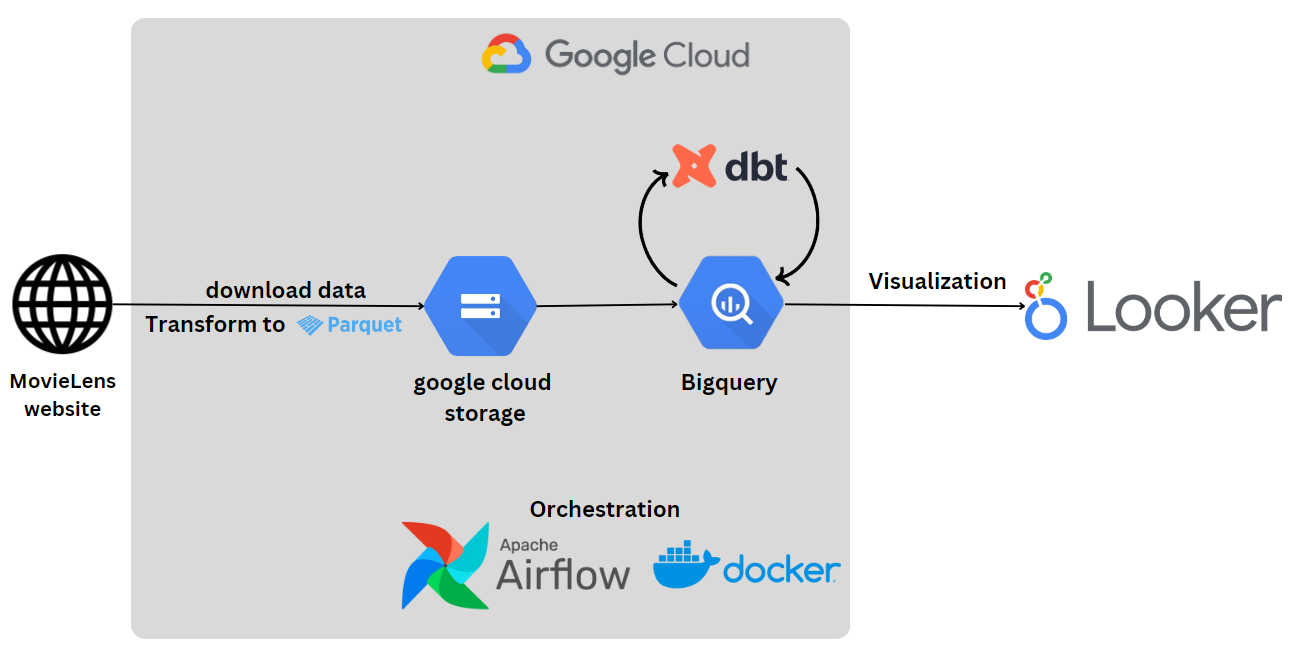 Google Cloud
dbt
download data
Transform to Parquet
MovieLens
website
google cloud
storage
Bigquery
Visualization
Looker
Orchestration
Apache
Airflow
docker